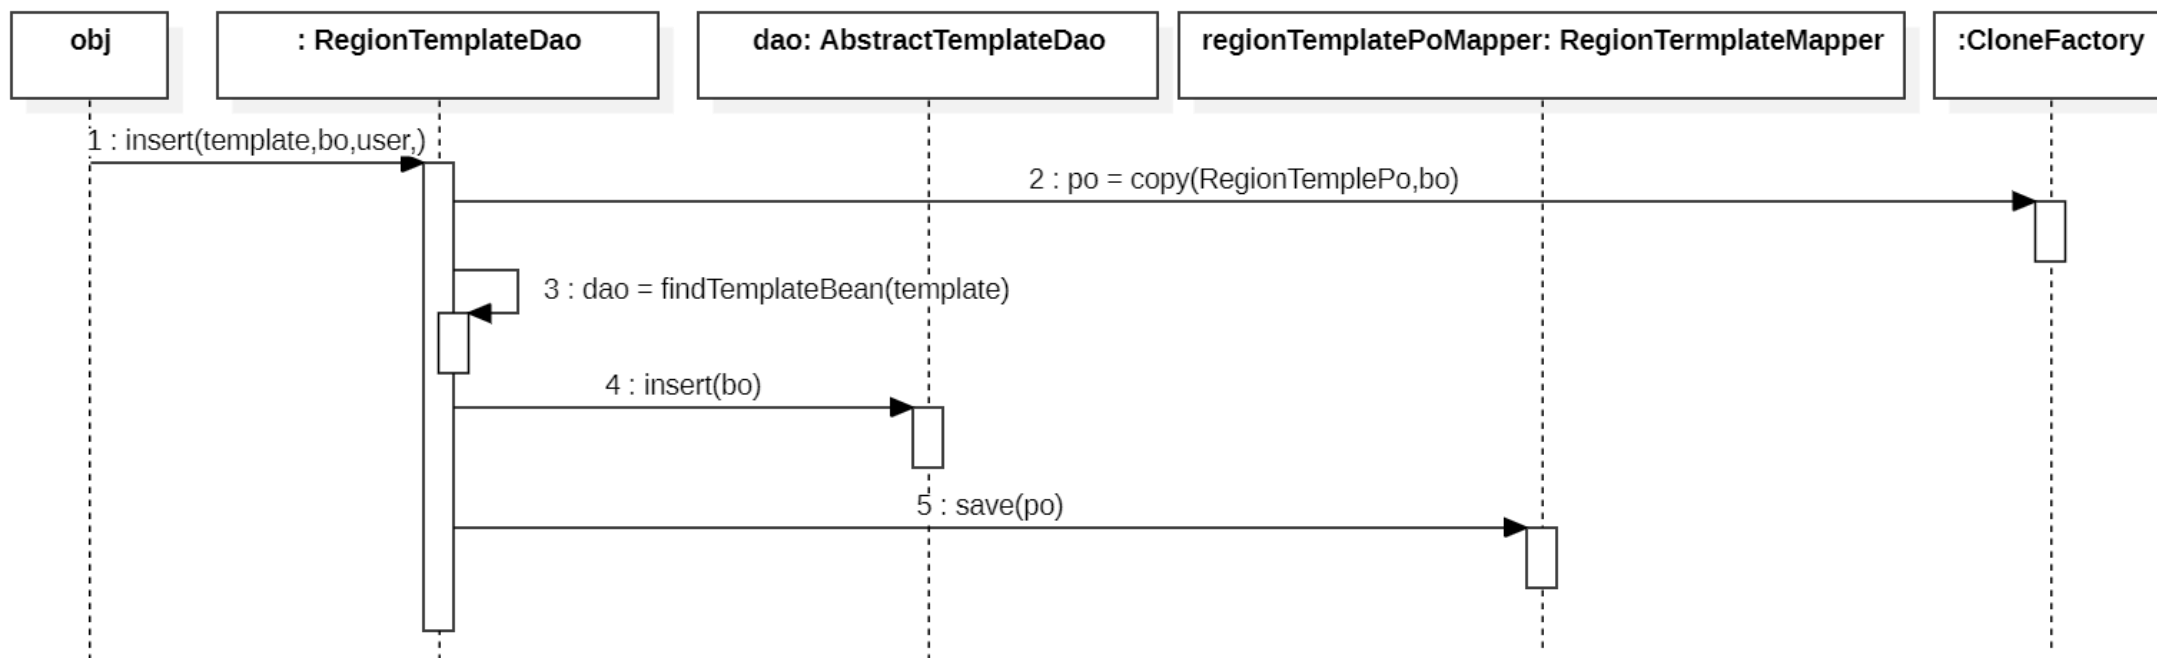 obj
: RegionTemplateDao
dao: AbstractTemplateDao
regionTemplatePoMapper: RegionTermplateMapper
:CloneFactory
1 : insert(template,bo,user,)
2 : po = copy(RegionTemplePo,bo)
3 : dao = findTemplateBean(template)
4 : insert(bo)
5 : save(po)